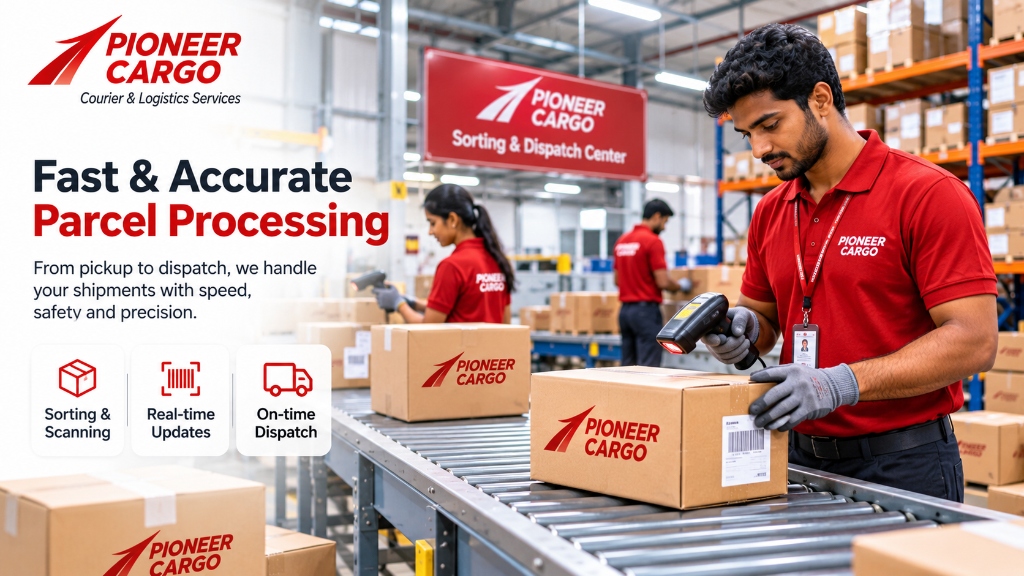 PIONEER
CARGO
Courier & Logistics Services
Fast & Accurate
Parcel Processing
From pickup to dispatch, we handle
your shipments with speed,
safety and precision.
Sorting &
Scanning
Real-time
Updates
On-time
Dispatch
PIONEER
CARGO
Sorting & Dispatch Center
PIONEER
CARGO
PIONEER
CARGO
PIONEER
CARGO
PIONEER
CARGO
PIONEER
CARGO